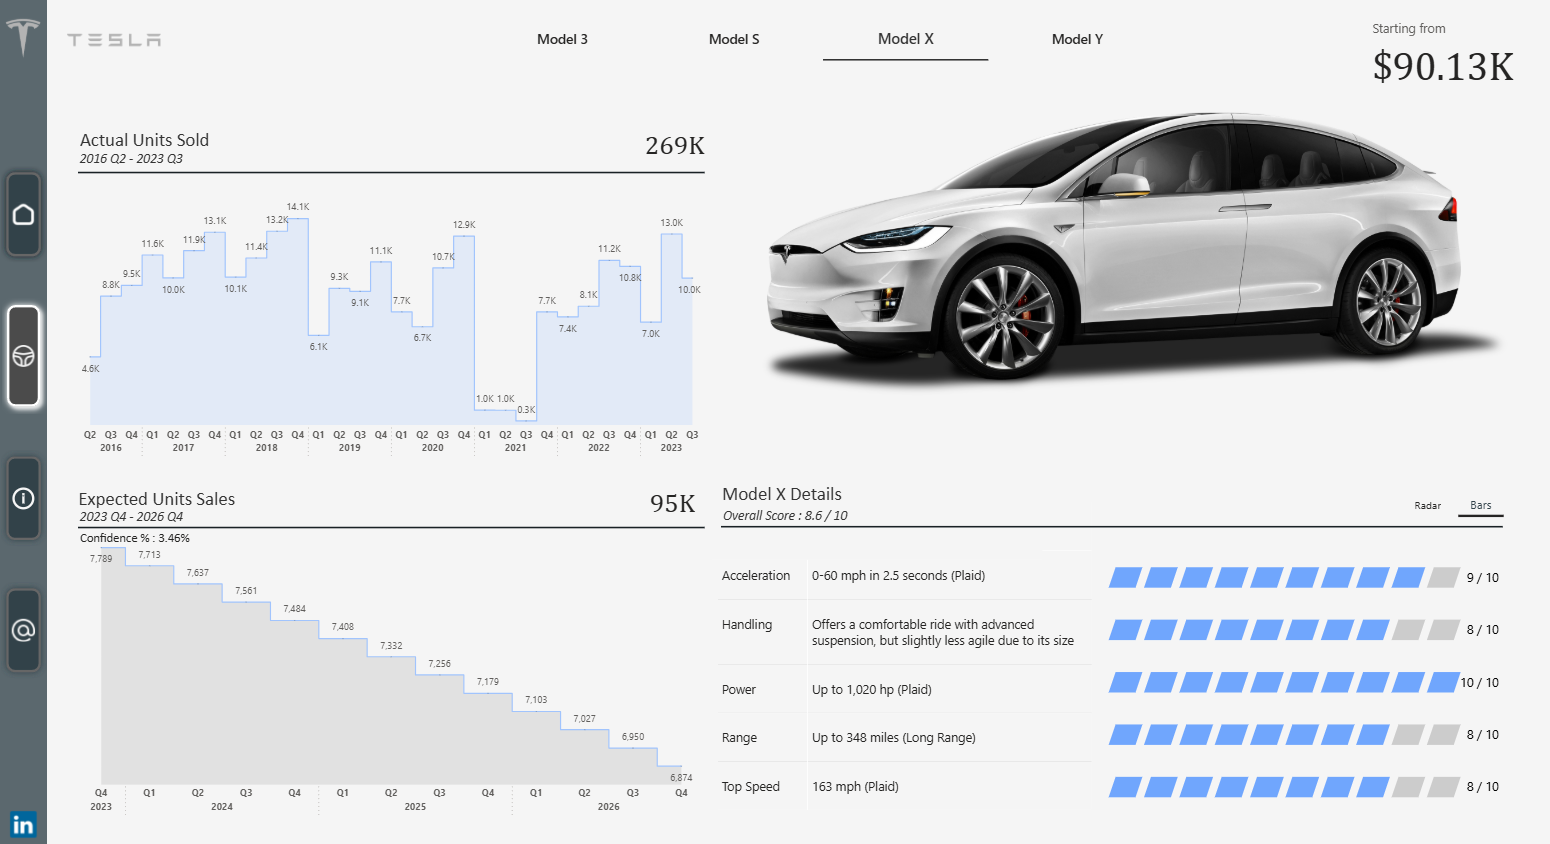 TESLA
Model 3
Model S
Model X
Model Y
Starting from
$90.13K
Actual Units Sold
2016 Q2 - 2023 Q3
269K
4.6K
8.8K
9.5K
11.6K
10.0K
11.9K
13.1K
10.1K
11.4K
13.2K
14.1K
6.1K
9.3K
9.1K
11.1K
7.7K
6.7K
10.7K
12.9K
1.0K
1.0K
0.3K
7.7K
7.4K
8.1K
11.2K
10.8K
7.0K
13.0K
10.0K
Q2 Q3 Q4 Q1 Q2 Q3 Q4 Q1 Q2 Q3 Q4 Q1 Q2 Q3 Q4 Q1 Q2 Q3 Q4 Q1 Q2 Q3 Q4 Q1 Q2 Q3 Q4 Q1 Q2 Q3
2016 2017 2018 2019 2020 2021 2022 2023
Expected Units Sales
2023 Q4 - 2026 Q4
95K
Confidence % : 3.46%
7,789
7,713
7,637
7,561
7,484
7,408
7,332
7,256
7,179
7,103
7,027
6,950
6,874
Q4 Q1 Q2 Q3 Q4 Q1 Q2 Q3 Q4 Q1 Q2 Q3 Q4
2023 2024 2025 2026
Model X Details
Overall Score : 8.6 / 10
Radar
Bars
Acceleration
0-60 mph in 2.5 seconds (Plaid)
9 / 10
Handling
Offers a comfortable ride with advanced
suspension, but slightly less agile due to its size
8 / 10
Power
Up to 1,020 hp (Plaid)
10 / 10
Range
Up to 348 miles (Long Range)
8 / 10
Top Speed
163 mph (Plaid)
8 / 10
in